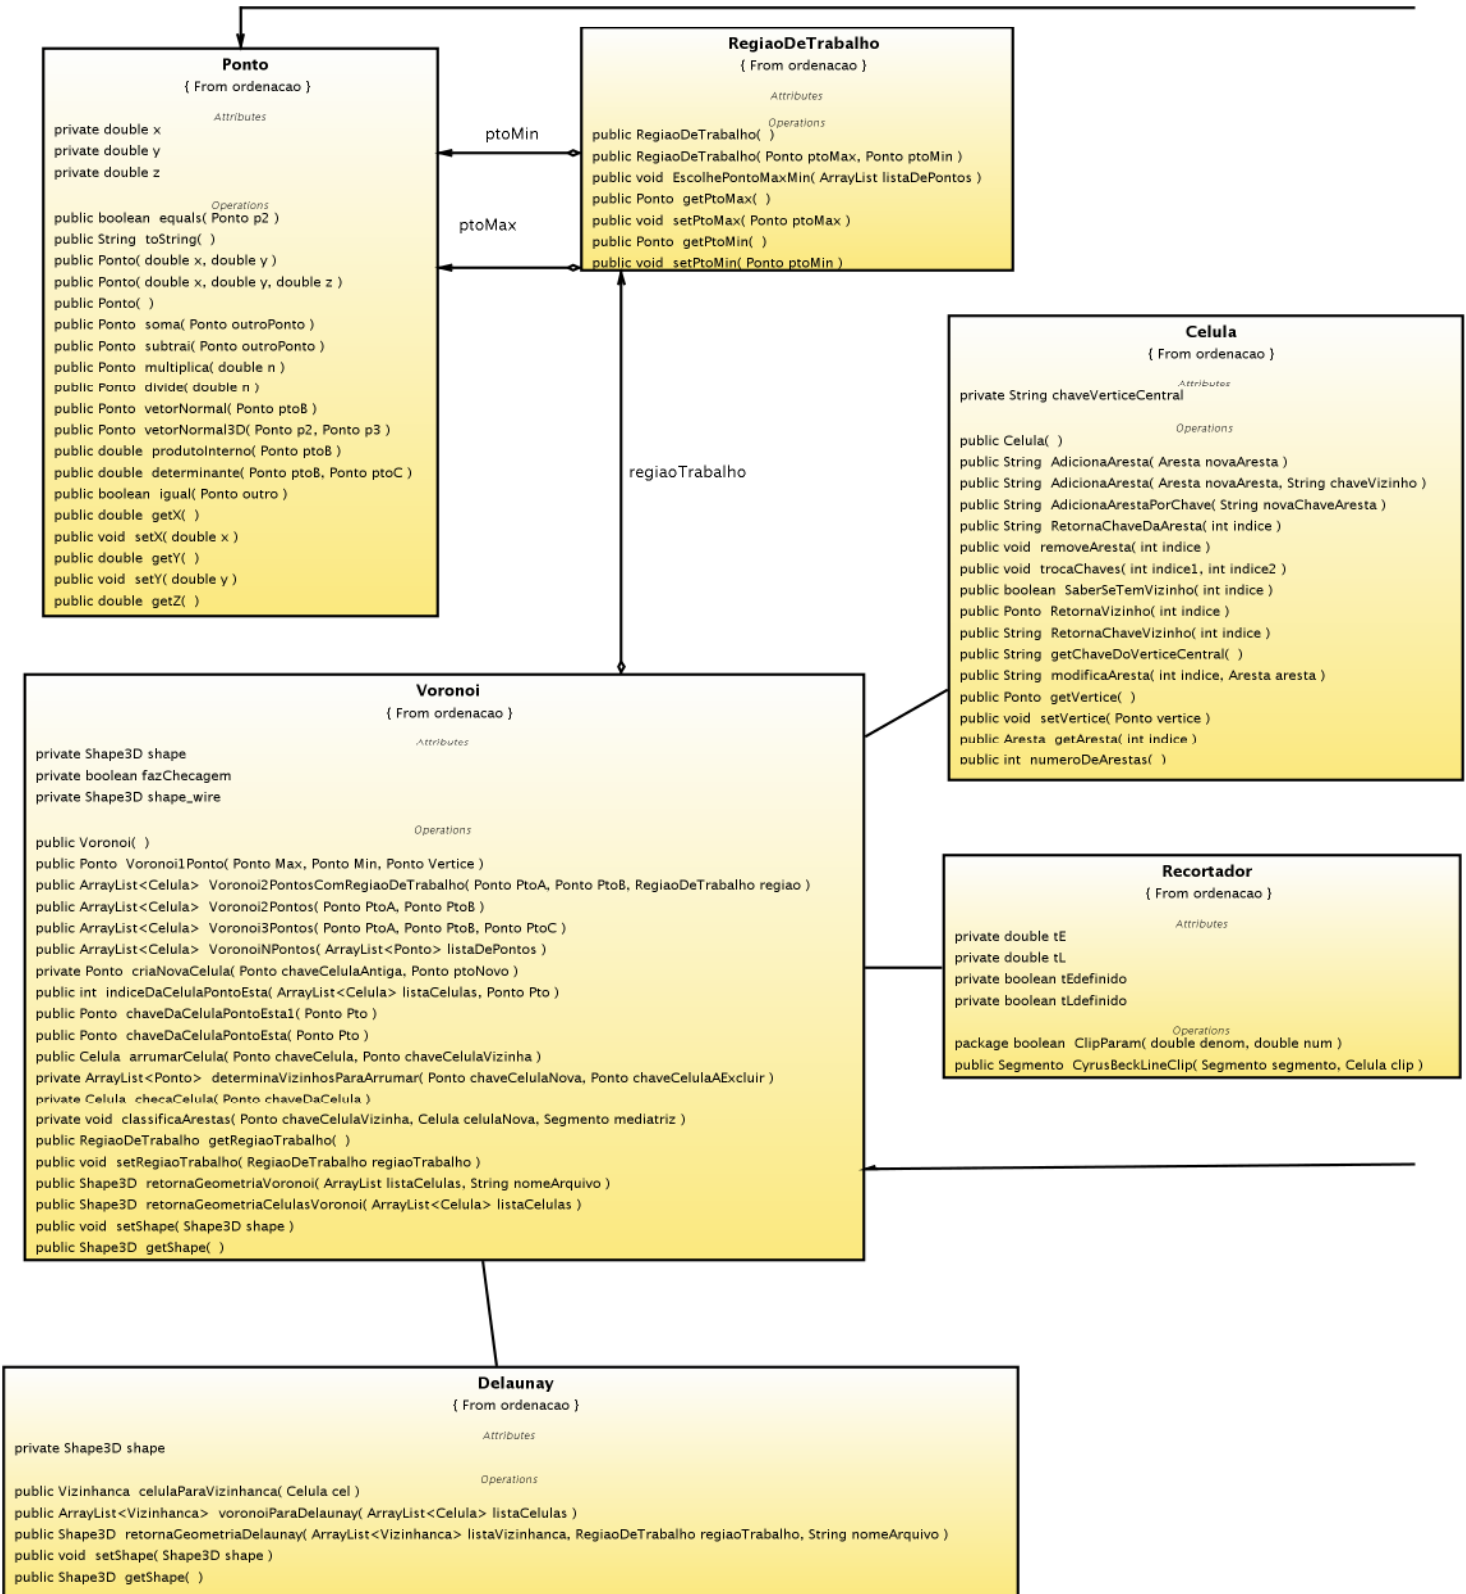 Ponto
{ From ordenacao }
Attributes
private double x
private double y
private double z
Operations
public boolean equals( Ponto p2 )
public String toString( )
public Ponto( double x, double y )
public Ponto( double x, double y, double z )
public Ponto( )
public Ponto soma( Ponto outroPonto )
public Ponto subtrai( Ponto outroPonto )
public Ponto multiplica( double n )
public Ponto divide( double n )
public Ponto vetorNormal( Ponto ptoB )
public Ponto vetorNormal3D( Ponto p2, Ponto p3 )
public double produtoInterno( Ponto ptoB )
public double determinante( Ponto ptoB, Ponto ptoC )
public boolean igual( Ponto outro )
public double getX( )
public void setX( double x )
public double getY( )
public void setY( double y )
public double getZ( )
ptoMin
ptoMax
RegiaoDeTrabalho
{ From ordenacao }
Attributes
Operations
public RegiaoDeTrabalho( )
public RegiaoDeTrabalho( Ponto ptoMax, Ponto ptoMin )
public void EscolhePontoMaxMin( ArrayList listaDePontos )
public Ponto getPtoMax( )
public void setPtoMax( Ponto ptoMax )
public Ponto getPtoMin( )
public void setPtoMin( Ponto ptoMin )
regiaoTrabalho
Celula
{ From ordenacao }
Attributes
private String chaveVerticeCentral
Operations
public Celula( )
public String AdicionaAresta( Aresta novaAresta )
public String AdicionaAresta( Aresta novaAresta, String chaveVizinho )
public String AdicionaArestaPorChave( String novaChaveAresta )
public String RetornaChaveDaAresta( int indice )
public void removeAresta( int indice )
public void trocaChaves( int indice1, int indice2 )
public boolean SaberSeTemVizinho( int indice )
public Ponto RetornaVizinho( int indice )
public String RetornaChaveVizinho( int indice )
public String getChaveDoVerticeCentral( )
public String modificaAresta( int indice, Aresta aresta )
public Ponto getVertice( )
public void setVertice( Ponto vertice )
public Aresta getAresta( int indice )
public int numeroDeArestas( )
Voronoi
{ From ordenacao }
Attributes
private Shape3D shape
private boolean fazChecagem
private Shape3D shape_wire
Operations
public Voronoi( )
public Ponto Voronoi1Ponto( Ponto Max, Ponto Min, Ponto Vertice )
public ArrayList<Celula> Voronoi2PontosComRegiaoDeTrabalho( Ponto PtoA, Ponto PtoB, RegiaoDeTrabalho regiao )
public ArrayList<Celula> Voronoi2Pontos( Ponto PtoA, Ponto PtoB )
public ArrayList<Celula> Voronoi3Pontos( Ponto PtoA, Ponto PtoB, Ponto PtoC )
public ArrayList<Celula> VoronoiNPontos( ArrayList<Ponto> listaDePontos )
private Ponto criaNovaCelula( Ponto chaveCelulaAntiga, Ponto ptoNovo )
public int indiceDaCelulaPontoEsta( ArrayList<Celula> listaCelulas, Ponto Pto )
public Ponto chaveDaCelulaPontoEsta1( Ponto Pto )
public Ponto chaveDaCelulaPontoEsta( Ponto Pto )
public Celula arrumarCelula( Ponto chaveCelula, Ponto chaveCelulaVizinha )
private ArrayList<Ponto> determinaVizinhosParaArrumar( Ponto chaveCelulaNova, Ponto chaveCelulaAExcluir )
private Celula checaCelula( Ponto chaveDaCelula )
private void classificaArestas( Ponto chaveCelulaVizinha, Celula celulaNova, Segmento mediatriz )
public RegiaoDeTrabalho getRegiaoTrabalho( )
public void setRegiaoTrabalho( RegiaoDeTrabalho regiaoTrabalho )
public Shape3D retornaGeometriaVoronoi( ArrayList listaCelulas, String nomeArquivo )
public Shape3D retornaGeometriaCelulasVoronoi( ArrayList<Celula> listaCelulas )
public void setShape( Shape3D shape )
public Shape3D getShape( )
Recortador
{ From ordenacao }
Attributes
private double tE
private double tL
private boolean tEdefinido
private boolean tLdefinido
Operations
package boolean ClipParam( double denom, double num )
public Segmento CyrusBeckLineClip( Segmento segmento, Celula clip )
Delaunay
{ From ordenacao }
Attributes
private Shape3D shape
Operations
public Vizinhanca celulaParaVizinhanca( Celula cel )
public ArrayList<Vizinhanca> voronoiParaDelaunay( ArrayList<Celula> listaCelulas )
public Shape3D retornaGeometriaDelaunay( ArrayList<Vizinhanca> listaVizinhanca, RegiaoDeTrabalho regiaoTrabalho, String nomeArquivo )
public void setShape( Shape3D shape )
public Shape3D getShape( )